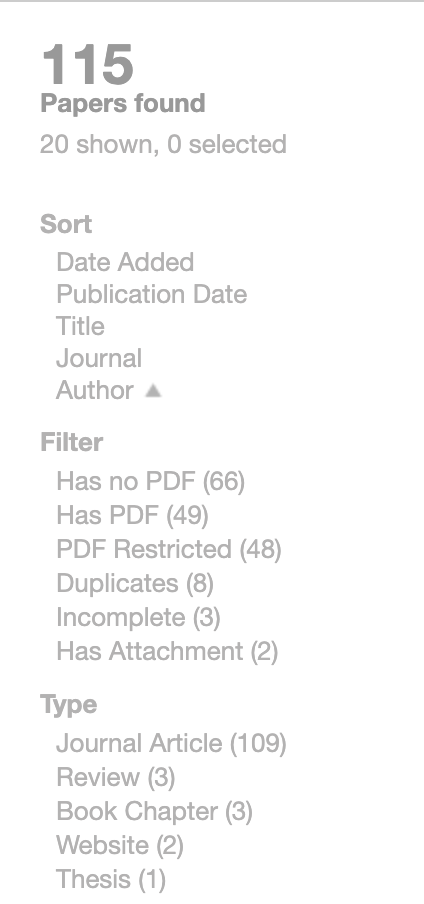 115
Papers found
20 shown, 0 selected
Sort
Date Added
Publication Date
Title
Journal
Author ▲
Filter
Has no PDF (66)
Has PDF (49)
PDF Restricted (48)
Duplicates (8)
Incomplete (3)
Has Attachment (2)
Type
Journal Article (109)
Review (3)
Book Chapter (3)
Website (2)
Thesis (1)